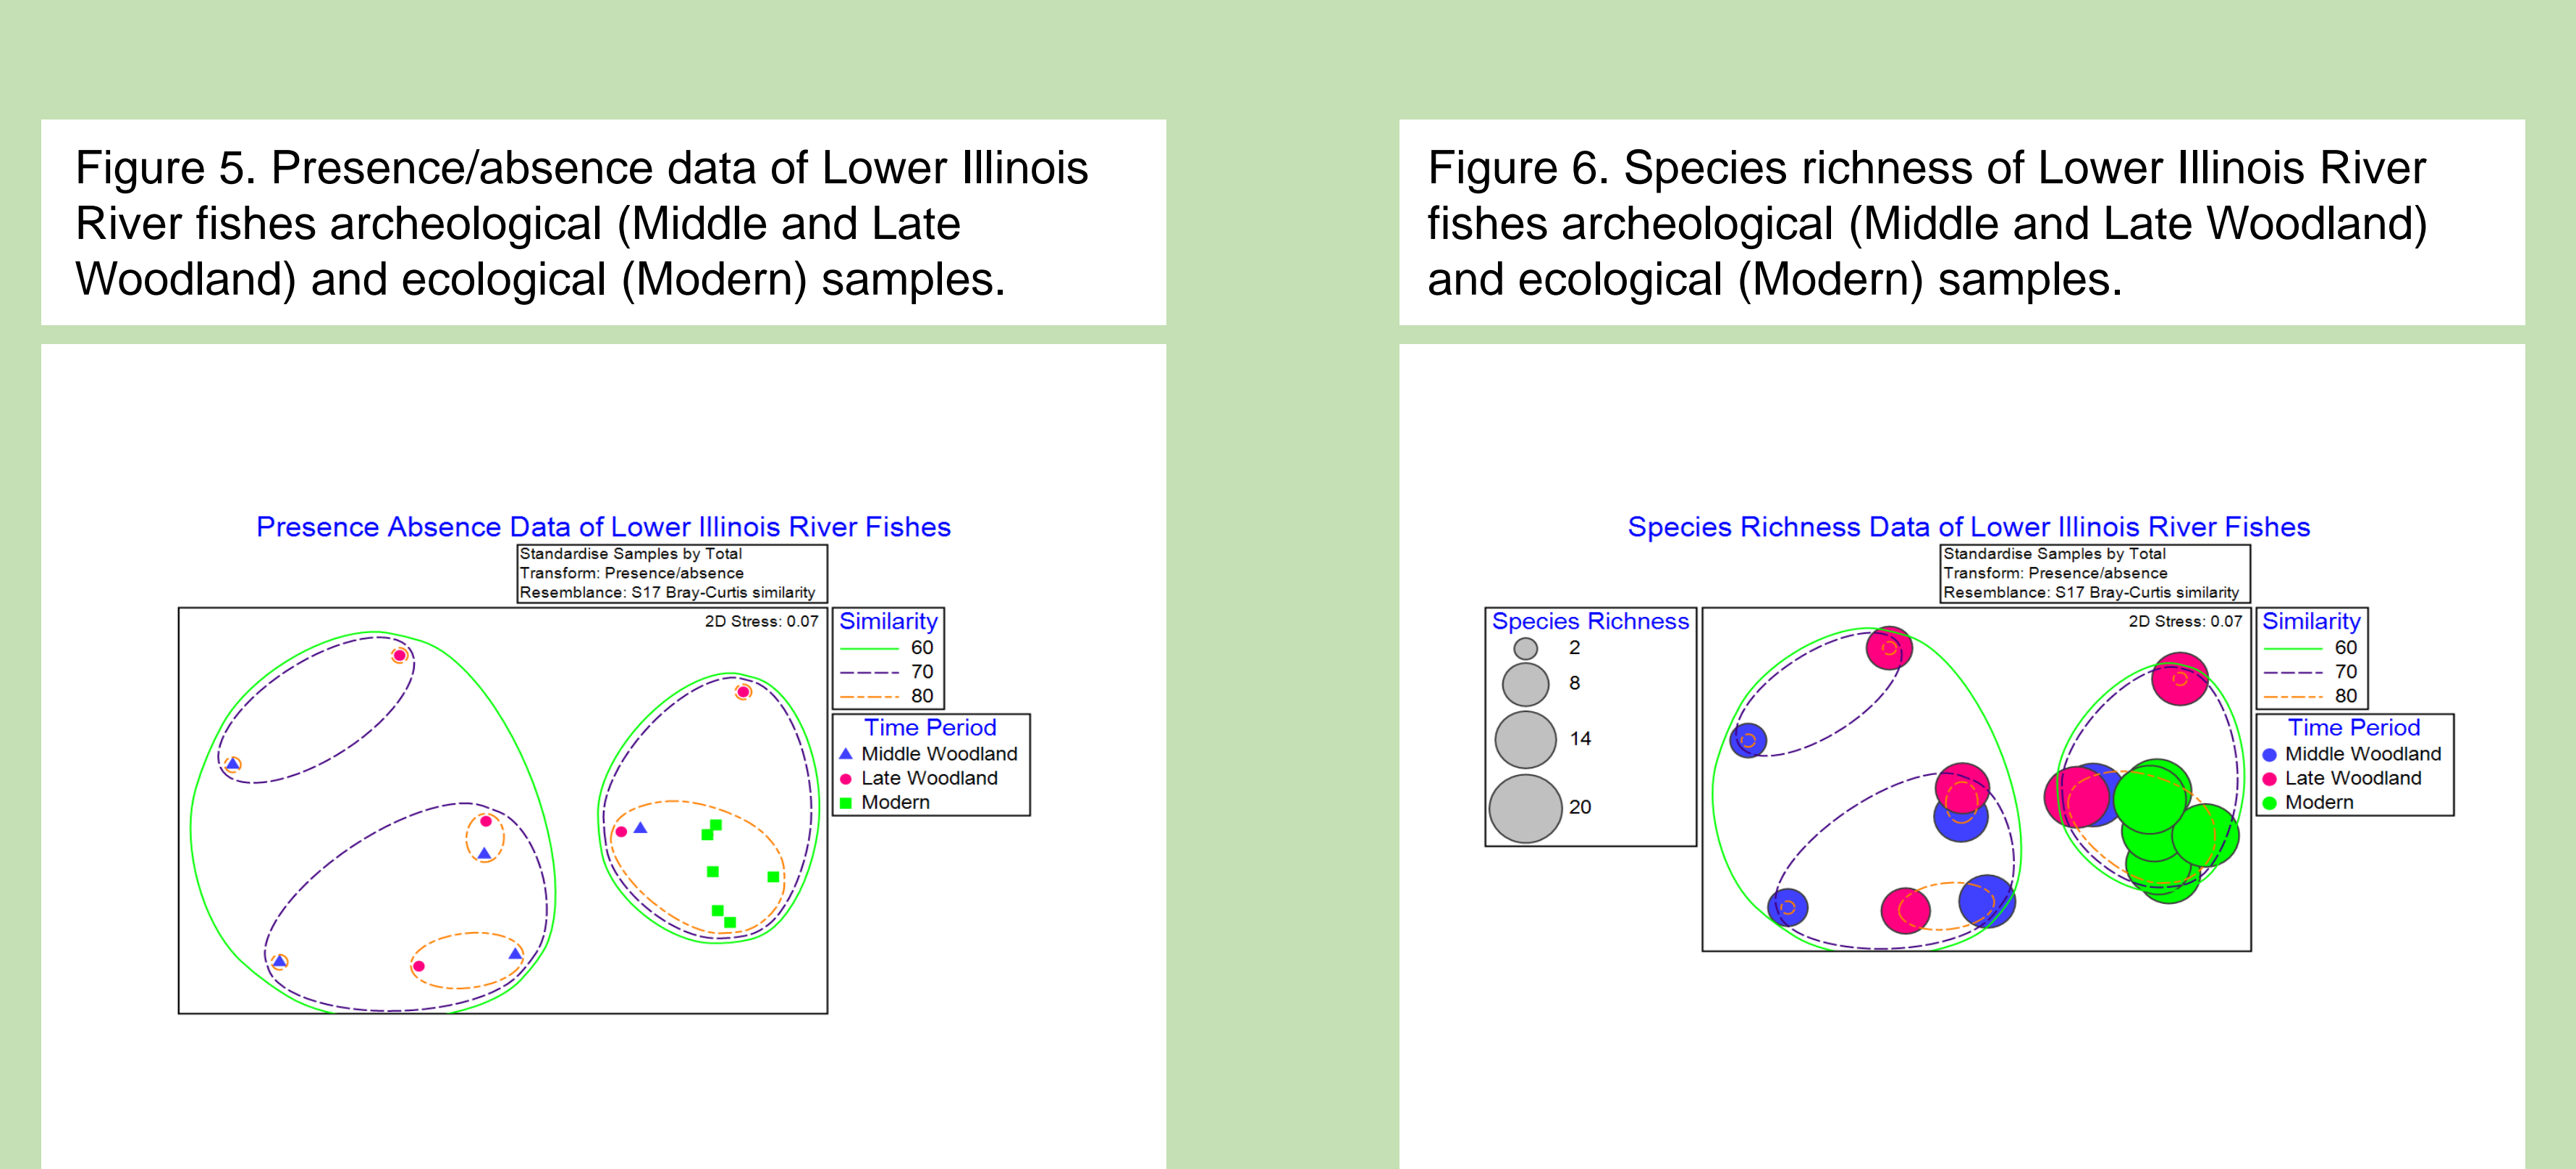 Figure 5. Presence/absence data of Lower Illinois
River fishes archeological (Middle and Late
Woodland) and ecological (Modern) samples.
Presence Absence Data of Lower Illinois River Fishes
Standardise Samples by Total
Transform: Presence/absence
Resemblance: S17 Bray-Curtis similarity
2D Stress: 0.07
Similarity
60
70
80
Time Period
Middle Woodland
Late Woodland
Modern
Figure 6. Species richness of Lower Illinois River
fishes archeological (Middle and Late Woodland)
and ecological (Modern) samples.
Species Richness Data of Lower Illinois River Fishes
Standardise Samples by Total
Transform: Presence/absence
Resemblance: S17 Bray-Curtis similarity
Species Richness
2
8
14
20
2D Stress: 0.07
Similarity
60
70
80
Time Period
Middle Woodland
Late Woodland
Modern